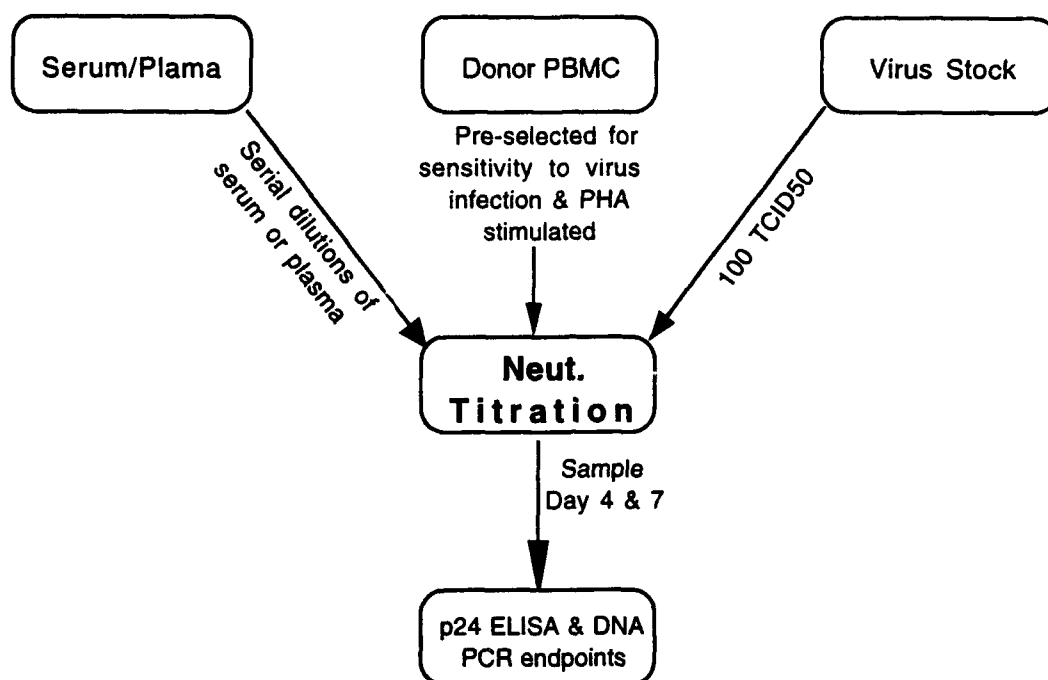 Serum/Plama
Donor PBMC
Virus Stock
Serial dilutions of
serum or plasma
Pre-selected for
sensitivity to virus
infection & PHA
stimulated
100 TCID50
Neut.
Titration
Sample
Day 4 & 7
p24 ELISA & DNA
PCR endpoints